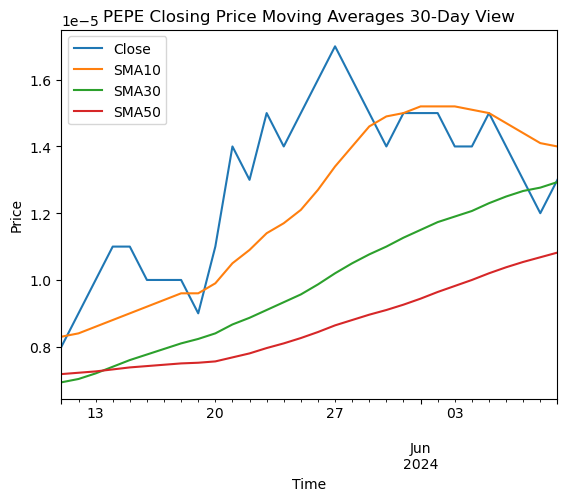 PEPE Closing Price Moving Averages 30-Day View
1e−5
Close
SMA10
SMA30
SMA50
1.6
1.4
1.2
1.0
0.8
Price
13
20
27
03
Jun
2024
Time